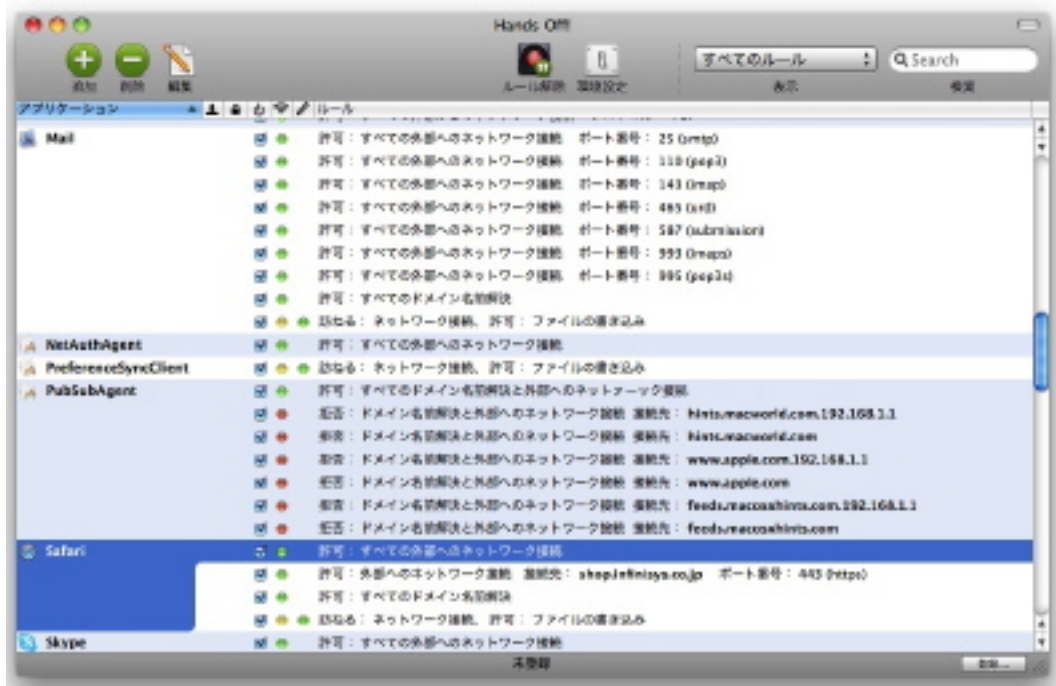 Hands Off!
追加 削除 編集 ルール解除 環境設定 すべてのルール 表示 Search 検索
アプリケーション ルール
Mail 許可: すべての外部へのネットワーク接続 ポート番号: 25 (smtp)
許可: すべての外部へのネットワーク接続 ポート番号: 110 (pop3)
許可: すべての外部へのネットワーク接続 ポート番号: 143 (imap)
許可: すべての外部へのネットワーク接続 ポート番号: 465 (urd)
許可: すべての外部へのネットワーク接続 ポート番号: 587 (submission)
許可: すべての外部へのネットワーク接続 ポート番号: 993 (imaps)
許可: すべての外部へのネットワーク接続 ポート番号: 995 (pop3s)
許可: すべてのドメイン名前解決
訪ねる: ネットワーク接続、許可: ファイルの書き込み
NetAuthAgent 許可: すべての外部へのネットワーク接続
PreferenceSyncClient 訪ねる: ネットワーク接続、許可: ファイルの書き込み
PubSubAgent 許可: すべてのドメイン名前解決と外部へのネットァーック接続
拒否: ドメイン名前解決と外部へのネットワーク接続 接続先: hints.macworld.com.192.168.1.1
拒否: ドメイン名前解決と外部へのネットワーク接続 接続先: hints.macworld.com
拒否: ドメイン名前解決と外部へのネットワーク接続 接続先: www.apple.com.192.168.1.1
拒否: ドメイン名前解決と外部へのネットワーク接続 接続先: www.apple.com
拒否: ドメイン名前解決と外部へのネットワーク接続 接続先: feeds.macosxhints.com.192.168.1.1
拒否: ドメイン名前解決と外部へのネットワーク接続 接続先: feeds.macosxhints.com
Safari 許可: すべての外部へのネットワーク接続
許可: 外部へのネットワーク接続 接続先: shop.infinisys.co.jp ポート番号: 443 (https)
許可: すべてのドメイン名前解決
訪ねる: ネットワーク接続、許可: ファイルの書き込み
Skype 許可: すべての外部へのネットワーク接続
未登録 登録...